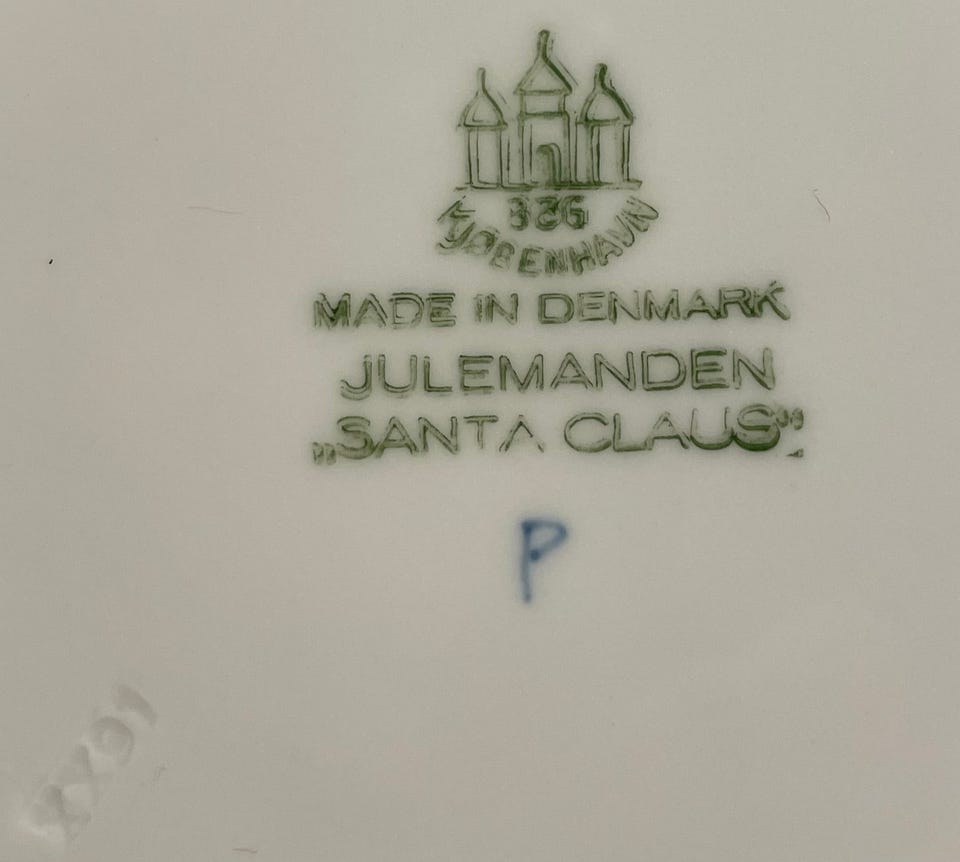 B&G
KJØBENHAVN
MADE IN DENMARK
JULEMANDEN
„SANTA CLAUS”
P